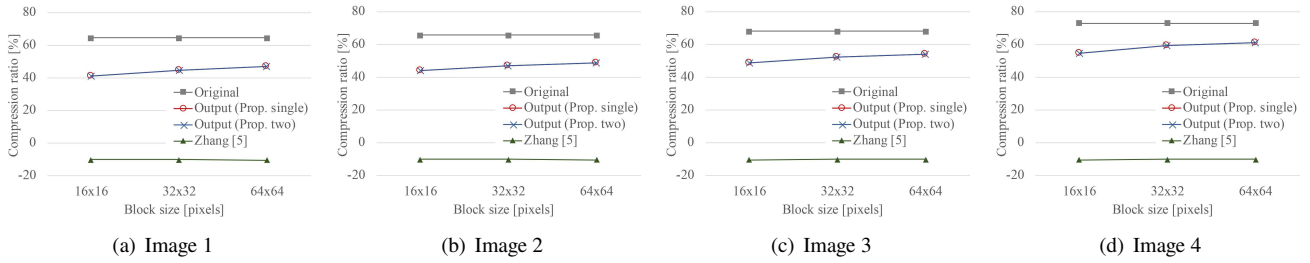 80
60
40
20
0
-20
Compression ratio [%]
Original
Output (Prop. single)
Output (Prop. two)
Zhang [5]
16x16 32x32 64x64
Block size [pixels]
(a) Image 1
80
60
40
20
0
-20
Compression ratio [%]
Original
Output (Prop. single)
Output (Prop. two)
Zhang [5]
16x16 32x32 64x64
Block size [pixels]
(b) Image 2
80
60
40
20
0
-20
Compression ratio [%]
Original
Output (Prop. single)
Output (Prop. two)
Zhang [5]
16x16 32x32 64x64
Block size [pixels]
(c) Image 3
80
60
40
20
0
-20
Compression ratio [%]
Original
Output (Prop. single)
Output (Prop. two)
Zhang [5]
16x16 32x32 64x64
Block size [pixels]
(d) Image 4